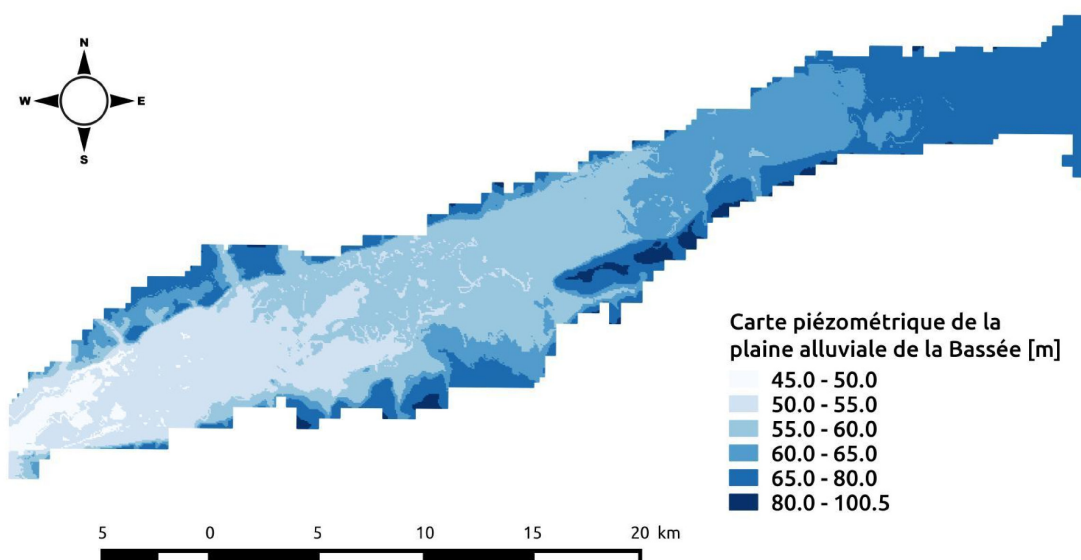 N
W E
S
Carte piézométrique de la
plaine alluviale de la Bassée [m]
45.0 - 50.0
50.0 - 55.0
55.0 - 60.0
60.0 - 65.0
65.0 - 80.0
80.0 - 100.5
5 0 5 10 15 20 km